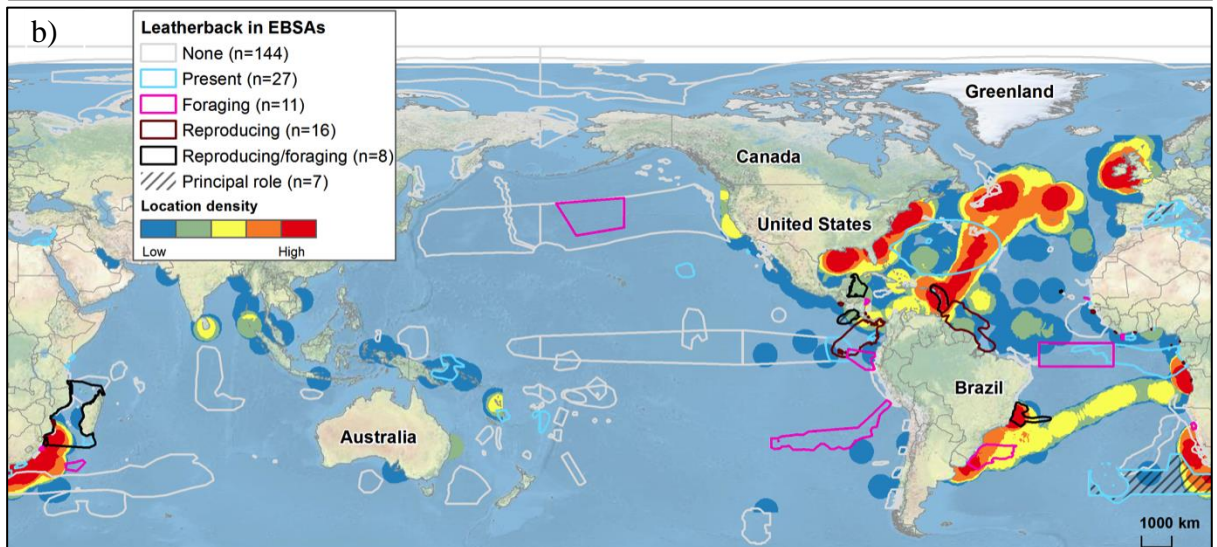 b)
Leatherback in EBSAs
None (n=144)
Present (n=27)
Foraging (n=11)
Reproducing (n=16)
Reproducing/foraging (n=8)
Principal role (n=7)
Location density
Low High
Greenland
Canada
United States
Brazil
Australia
1000 km